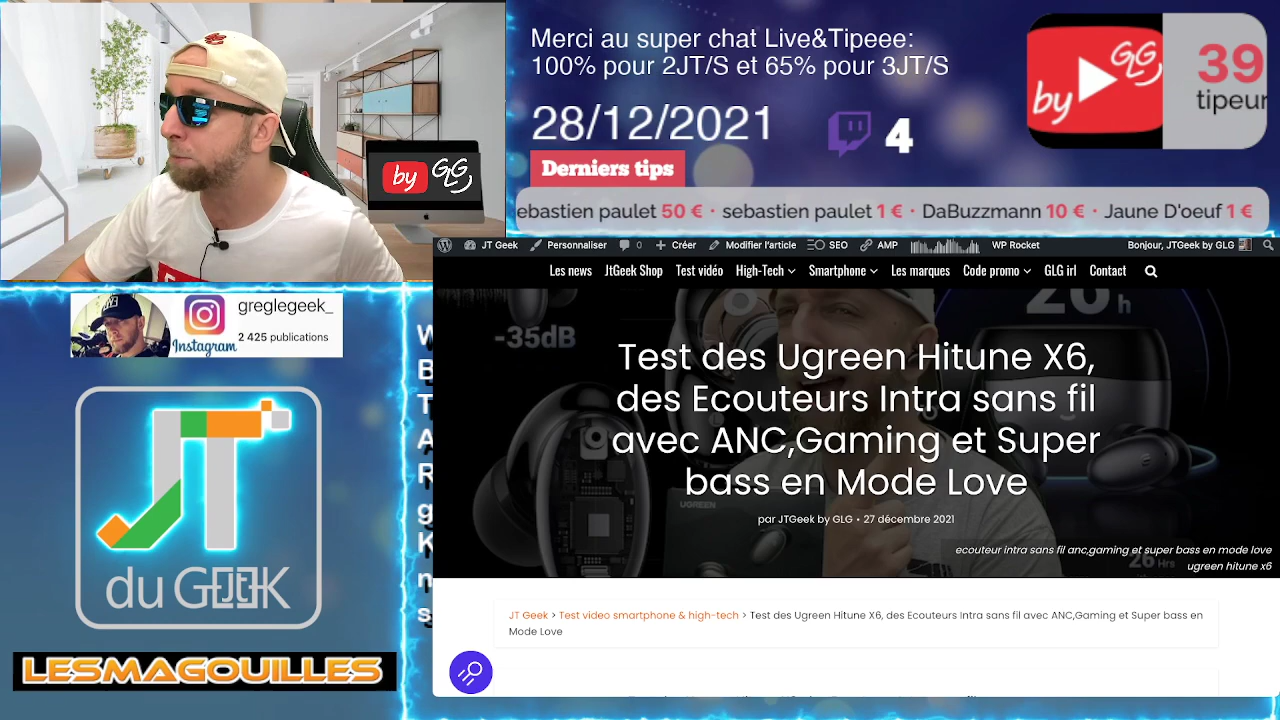 Merci au super chat Live&Tipeee:
100% pour 2JT/S et 65% pour 3JT/S
28/12/2021
4
by GLG
39
tipeur
Derniers tips
ebastien paulet 50 € · sebastien paulet 1 € · DaBuzzmann 10 € · Jaune D'oeuf 1 €
by GLG
JT Geek Personnaliser 0 Créer Modifier l'article SEO AMP WP Rocket Bonjour, JTGeek by GLG
Les news JtGeek Shop Test vidéo High-Tech Smartphone Les marques Code promo GLG irl Contact
greglegeek_
2 425 publications
Instagram
-35dB
26h
Test des Ugreen Hitune X6,
des Ecouteurs Intra sans fil
avec ANC,Gaming et Super
bass en Mode Love
UGREEN
par JTGeek by GLG • 27 décembre 2021
ecouteur intra sans fil anc,gaming et super bass en mode love
ugreen hitune x6
26 Hrs
W
B
T
A
R
g
K
n
s
JT
du GEEK
JT Geek > Test video smartphone & high-tech > Test des Ugreen Hitune X6, des Ecouteurs Intra sans fil avec ANC,Gaming et Super bass en
Mode Love
LESMAGOUILLES